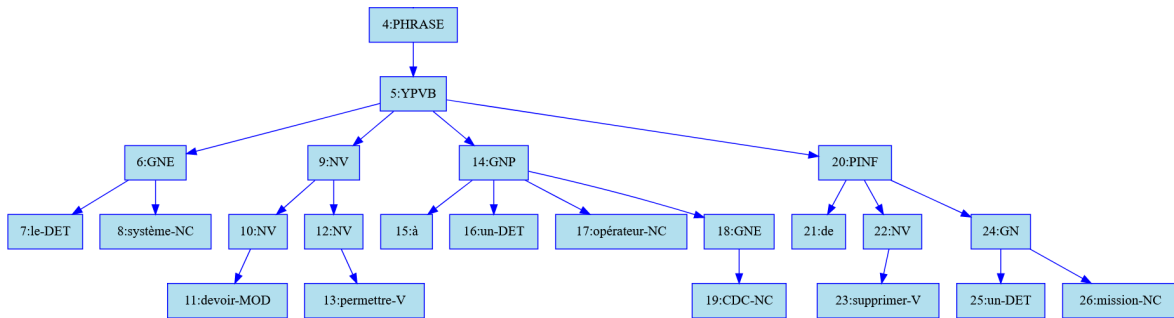 4:PHRASE
5:YPVB
6:GNE 9:NV 14:GNP 20:PINF
7:le-DET 8:système-NC 10:NV 12:NV 15:à 16:un-DET 17:opérateur-NC 18:GNE 21:de 22:NV 24:GN
11:devoir-MOD 13:permettre-V 19:CDC-NC 23:supprimer-V 25:un-DET 26:mission-NC